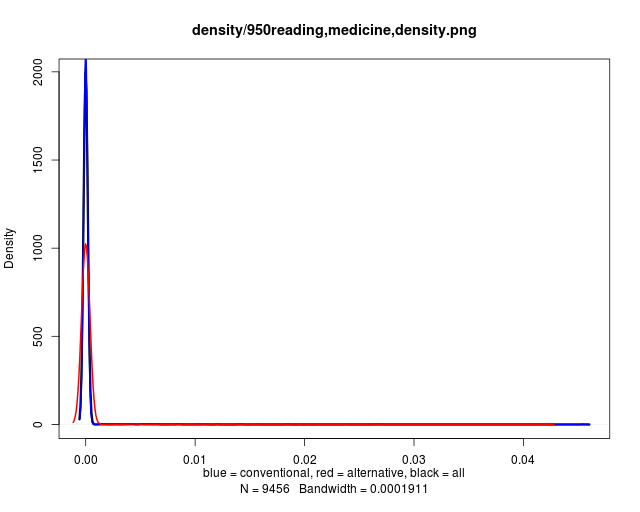 density/950reading,medicine,density.png
Density
2000
1500
1000
500
0
0.00 0.01 0.02 0.03 0.04
blue = conventional, red = alternative, black = all
N = 9456 Bandwidth = 0.0001911